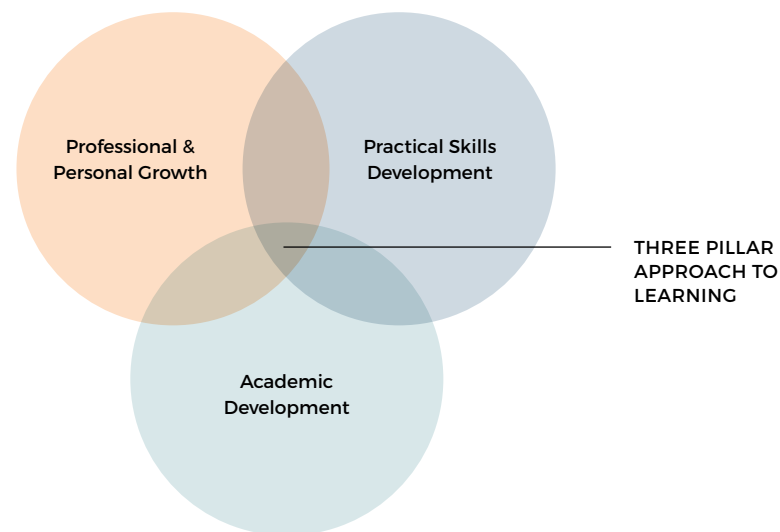 Professional &
Personal Growth
Practical Skills
Development
THREE PILLAR
APPROACH TO
LEARNING
Academic
Development